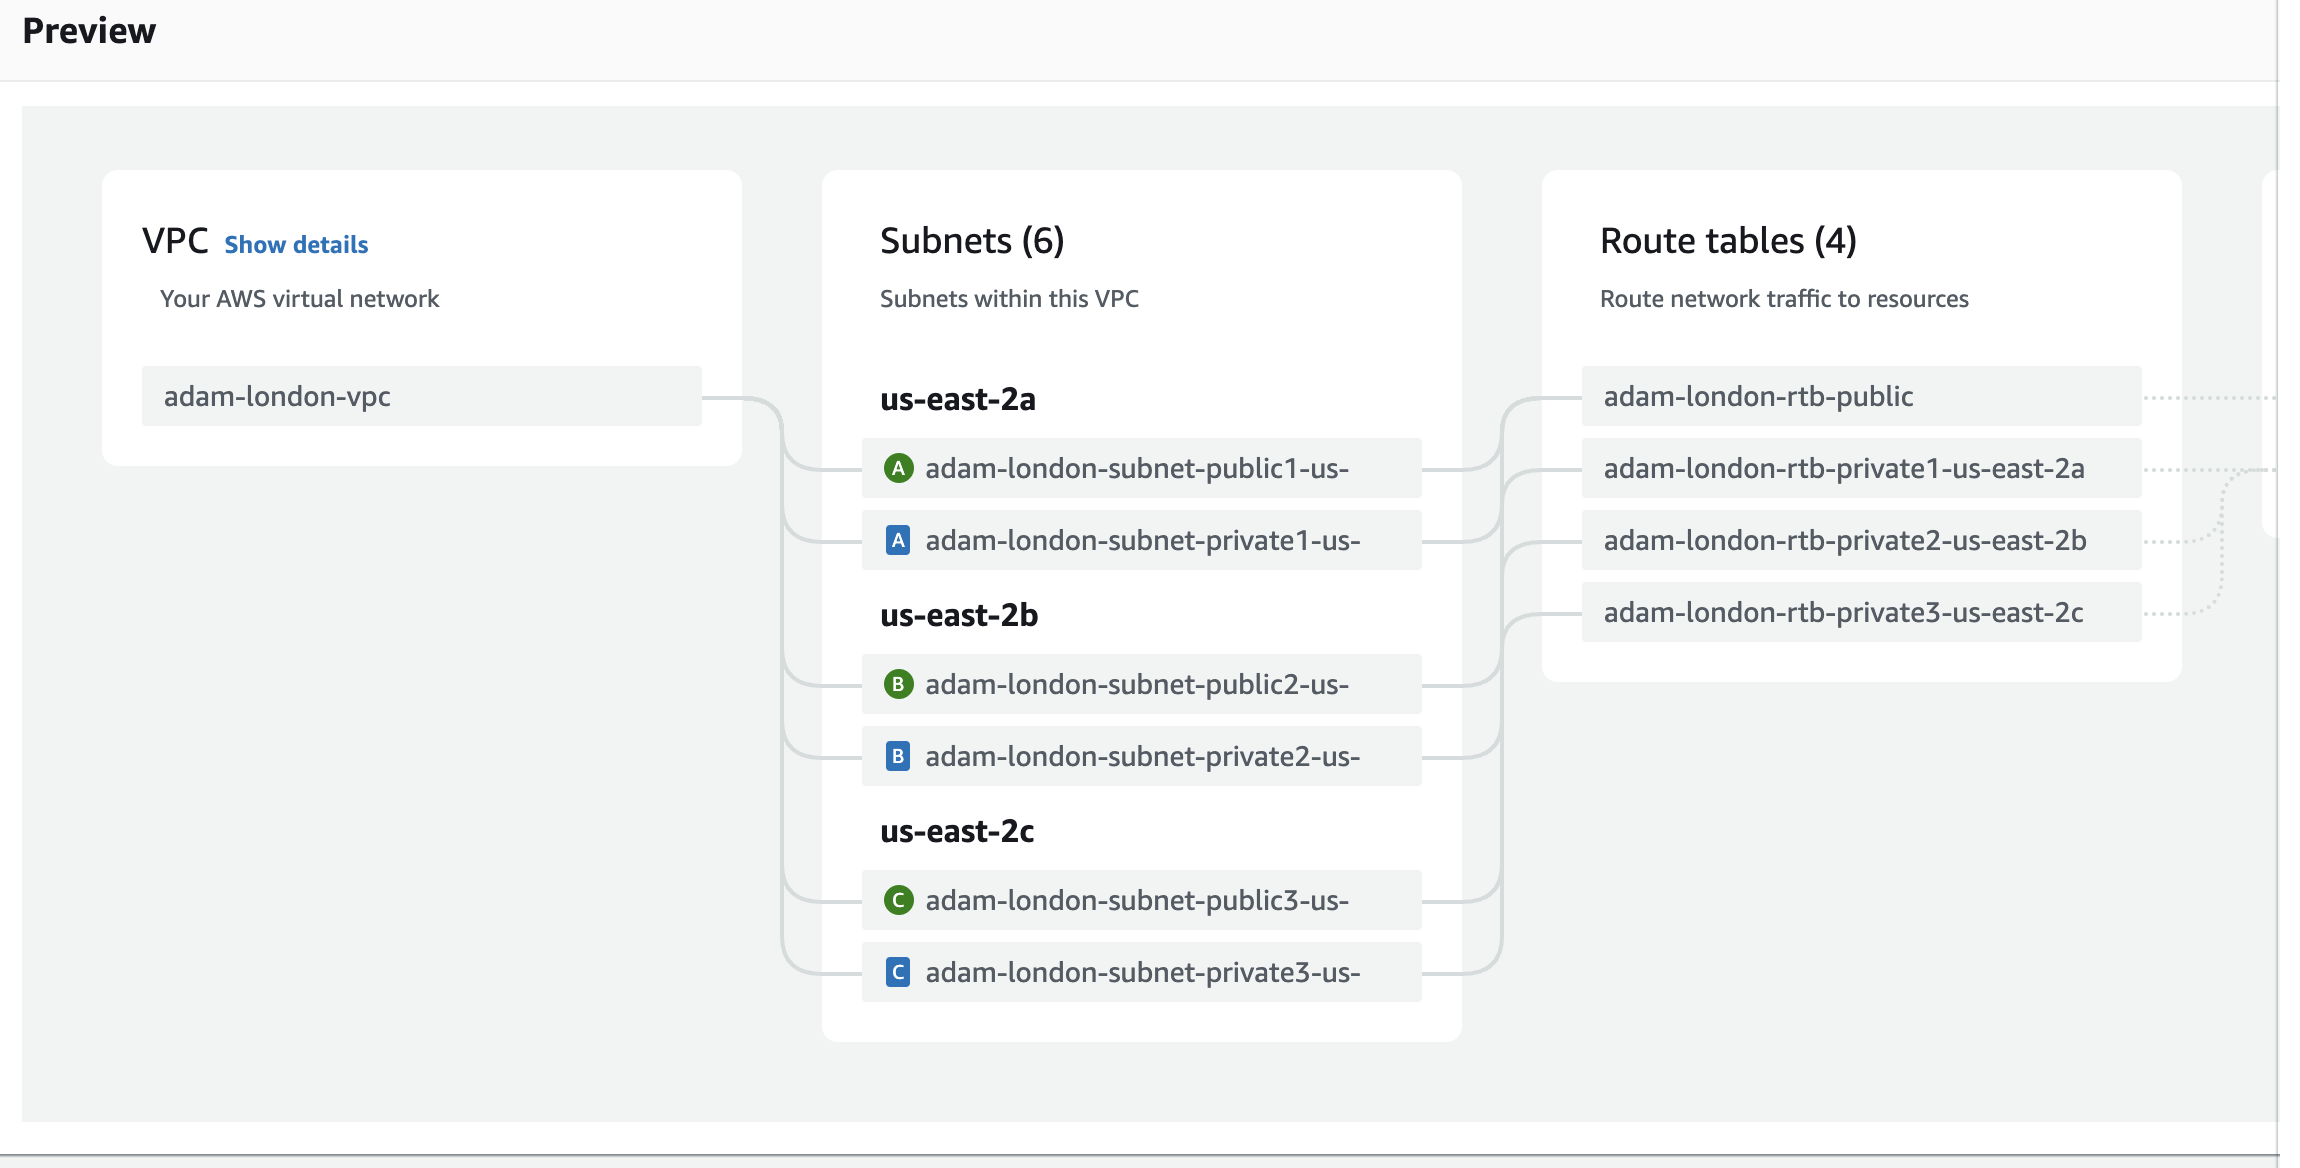 Preview
VPC Show details
Your AWS virtual network
adam-london-vpc
Subnets (6)
Subnets within this VPC
us-east-2a
A adam-london-subnet-public1-us-
A adam-london-subnet-private1-us-
us-east-2b
B adam-london-subnet-public2-us-
B adam-london-subnet-private2-us-
us-east-2c
C adam-london-subnet-public3-us-
C adam-london-subnet-private3-us-
Route tables (4)
Route network traffic to resources
adam-london-rtb-public
adam-london-rtb-private1-us-east-2a
adam-london-rtb-private2-us-east-2b
adam-london-rtb-private3-us-east-2c